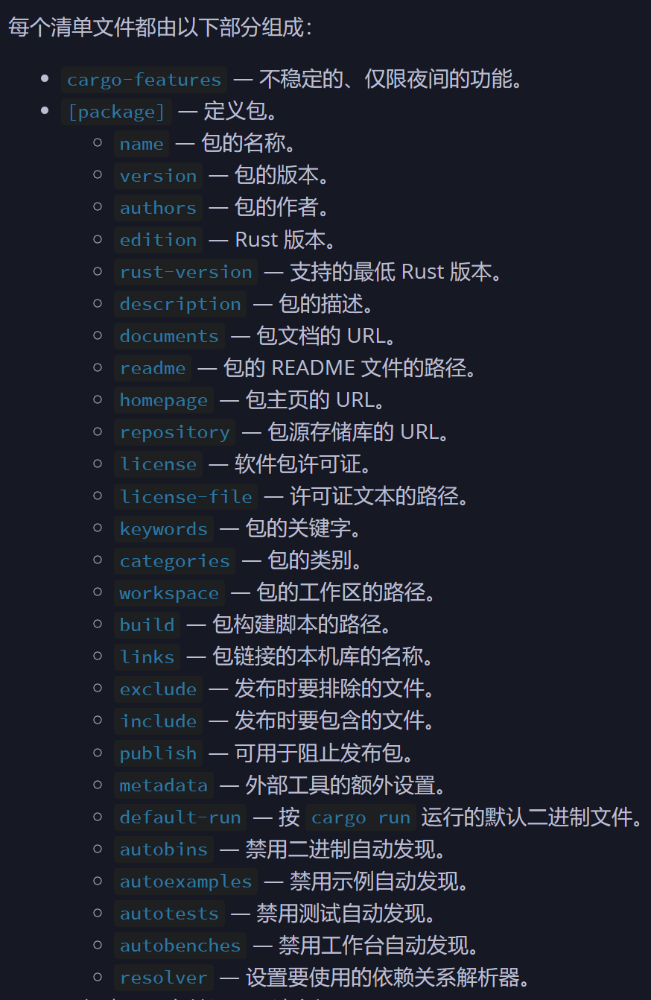 每个清单文件都由以下部分组成：
cargo-features — 不稳定的、仅限夜间的功能。
[package] — 定义包。
name — 包的名称。
version — 包的版本。
authors — 包的作者。
edition — Rust 版本。
rust-version — 支持的最低 Rust 版本。
description — 包的描述。
documents — 包文档的 URL。
readme — 包的 README 文件的路径。
homepage — 包主页的 URL。
repository — 包源存储库的 URL。
license — 软件包许可证。
license-file — 许可证文本的路径。
keywords — 包的关键字。
categories — 包的类别。
workspace — 包的工作区的路径。
build — 包构建脚本的路径。
links — 包链接的本机库的名称。
exclude — 发布时要排除的文件。
include — 发布时要包含的文件。
publish — 可用于阻止发布包。
metadata — 外部工具的额外设置。
default-run — 按 cargo run 运行的默认二进制文件。
autobins — 禁用二进制自动发现。
autoexamples — 禁用示例自动发现。
autotests — 禁用测试自动发现。
autobenches — 禁用工作台自动发现。
resolver — 设置要使用的依赖关系解析器。